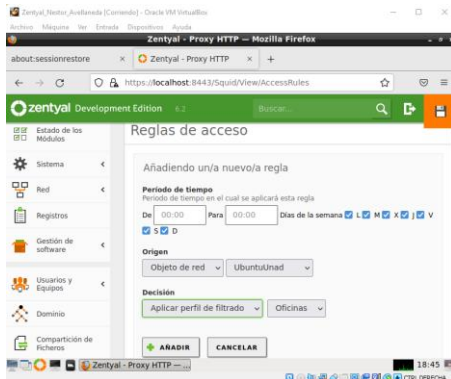 Zentyal_Nestor_Avellaneda [Corriendo] - Oracle VM VirtualBox
Archivo Máquina Ver Entrada Dispositivos Ayuda
Zentyal - Proxy HTTP — Mozilla Firefox
about:sessionrestore
Zentyal - Proxy HTTP
https://localhost:8443/Squid/View/AccessRules
zentyal Development Edition 6.2
Buscar...
Estado de los Módulos
Sistema
Red
Registros
Gestión de software
Usuarios y Equipos
Dominio
Compartición de Ficheros
Reglas de acceso
Añadiendo un/a nuevo/a regla
Periodo de tiempo
Periodo de tiempo en el cual se aplicará esta regla
De 00:00 Para 00:00 Días de la semana L M X J V
S D
Origen
Objeto de red UbuntuUnad
Decisión
Aplicar perfil de filtrado Oficinas
+ AÑADIR CANCELAR
Zentyal - Proxy HTTP — ...
18:45
CTRL DERECHA